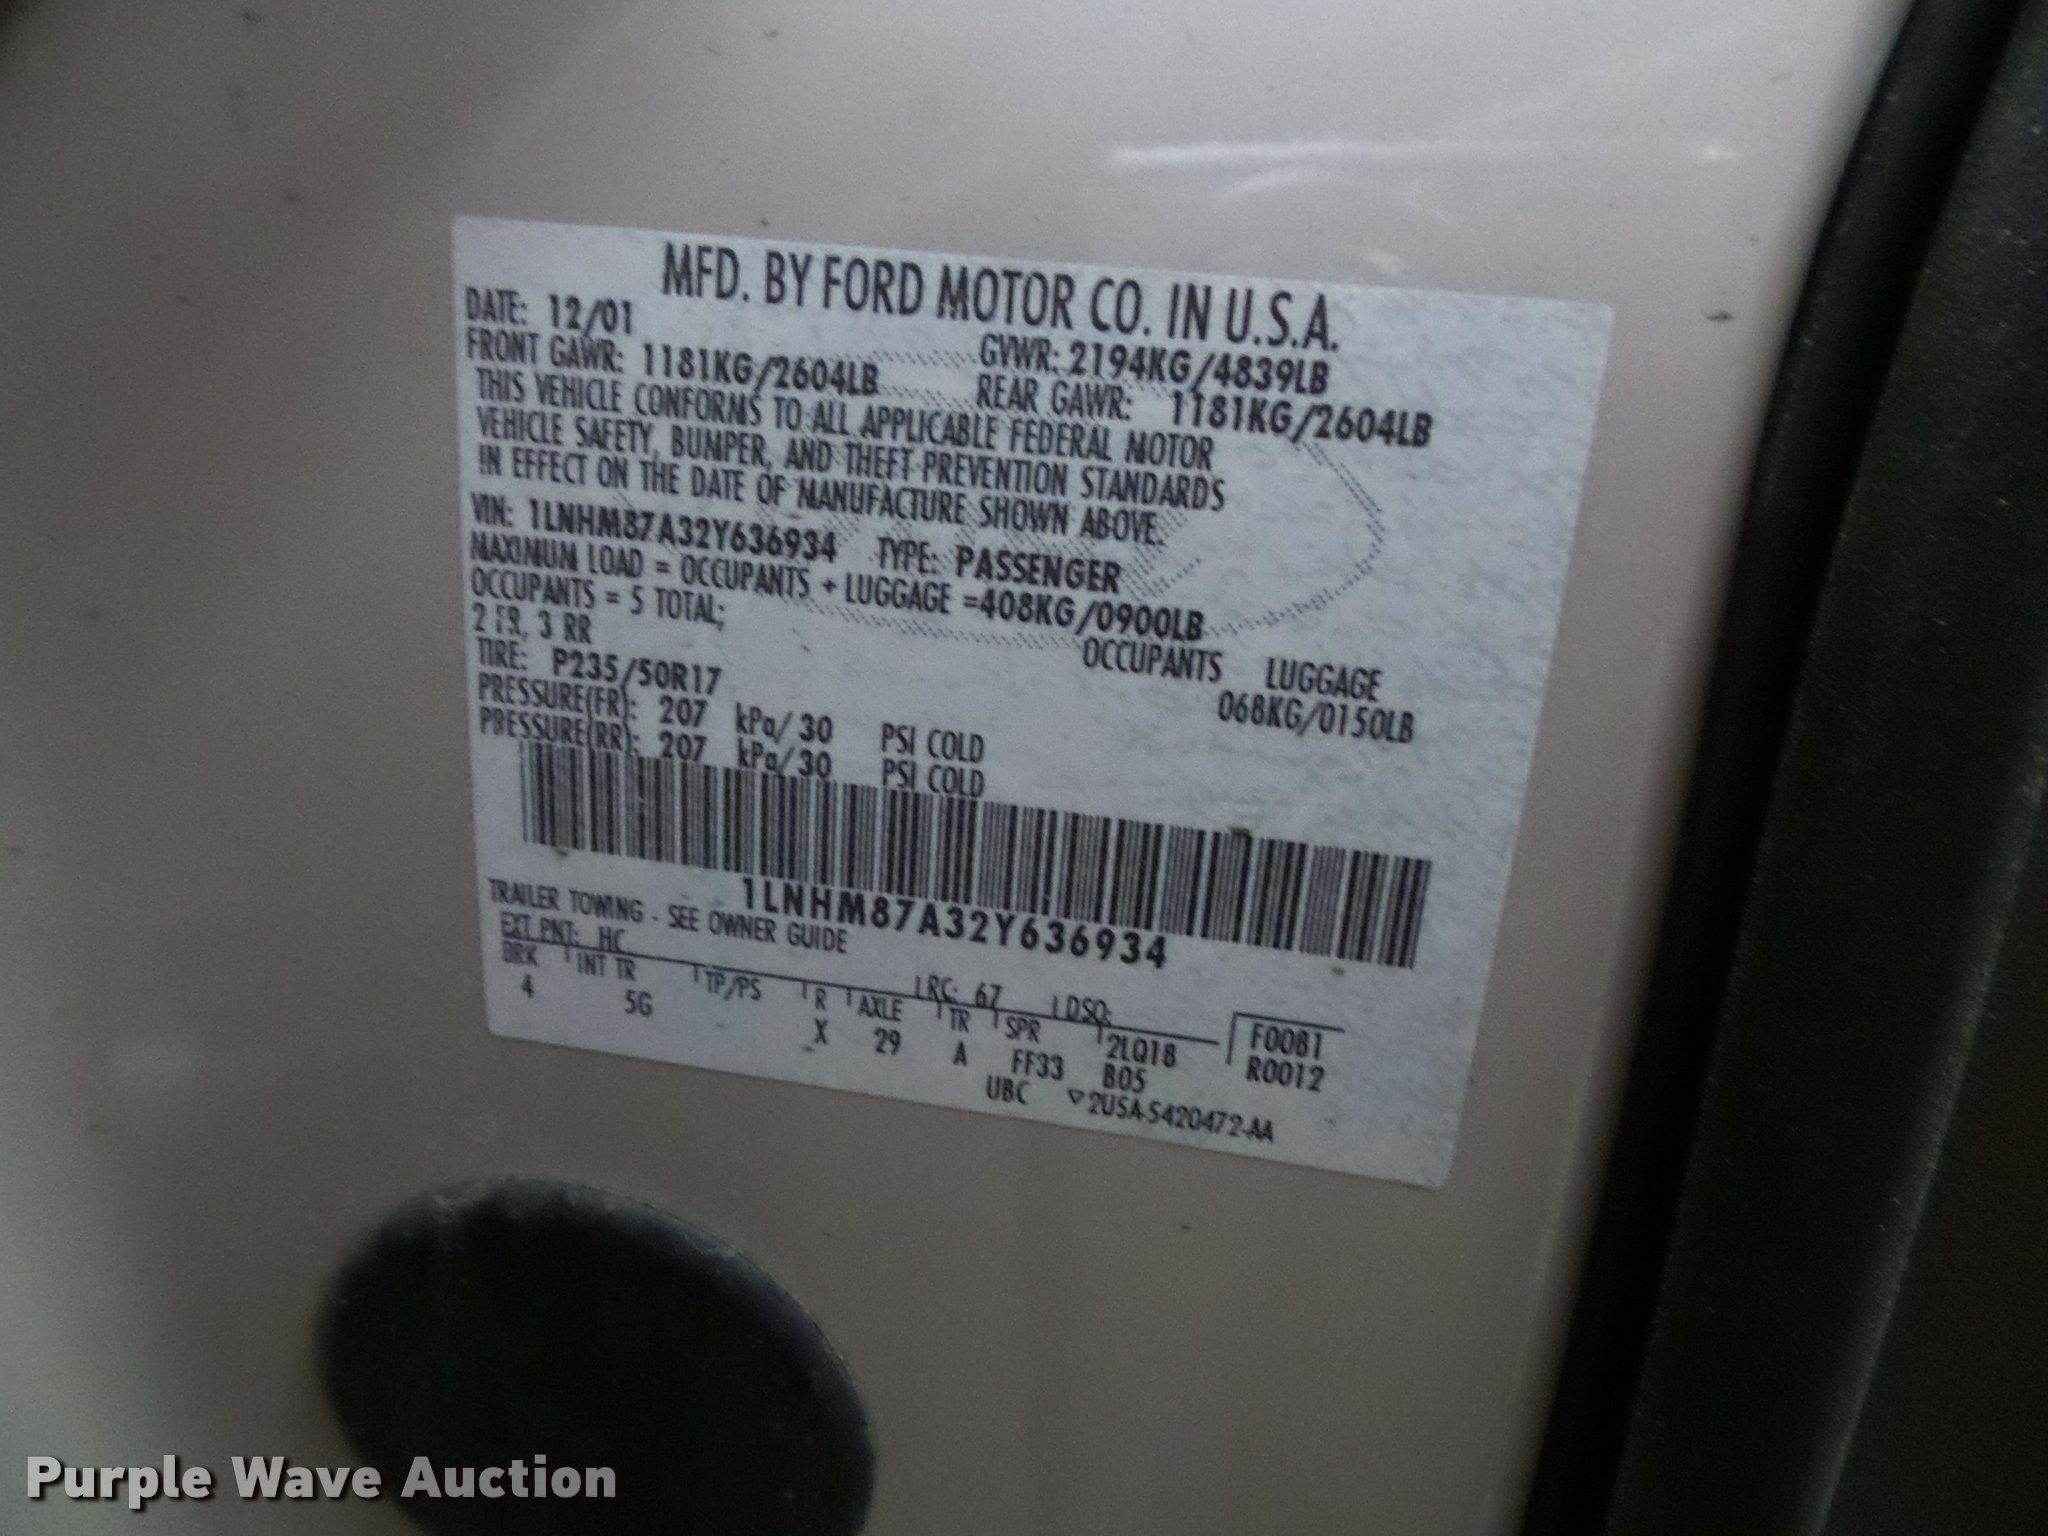 MFD. BY FORD MOTOR CO. IN U.S.A.
DATE: 12/01 GVWR: 2194KG/4839LB
FRONT GAWR: 1181KG/2604LB REAR GAWR: 1181KG/2604LB
THIS VEHICLE CONFORMS TO ALL APPLICABLE FEDERAL MOTOR
VEHICLE SAFETY, BUMPER, AND THEFT PREVENTION STANDARDS
IN EFFECT ON THE DATE OF MANUFACTURE SHOWN ABOVE.
VIN: 1LNHM87A32Y636934 TYPE: PASSENGER
MAXIMUM LOAD = OCCUPANTS + LUGGAGE =408KG/0900LB
OCCUPANTS = 5 TOTAL; OCCUPANTS LUGGAGE
2 FR, 3 RR 068KG/0150LB
TIRE: P235/50R17
PRESSURE(FR): 207 kPa/30 PSI COLD
PRESSURE(RR): 207 kPa/30 PSI COLD
1LNHM87A32Y636934
TRAILER TOWING - SEE OWNER GUIDE
EXT PNT: HC RC: 67 DSO: F0081
BRK INT TR TP/PS R AXLE TR SPR 2LQ18 R0012
4 5G X 29 A FF33 B05
UBC ▽2USA-5420472-AA
Purple Wave Auction